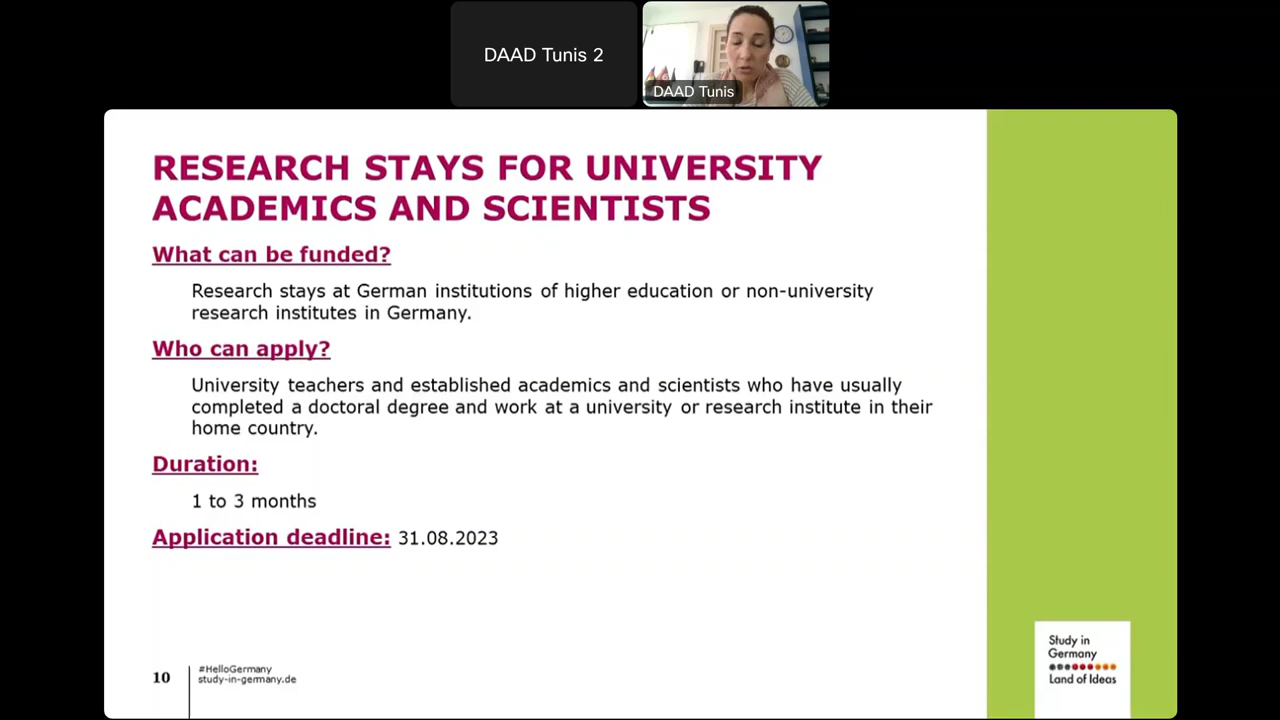 DAAD Tunis 2
DAAD Tunis
RESEARCH STAYS FOR UNIVERSITY
ACADEMICS AND SCIENTISTS
What can be funded?
Research stays at German institutions of higher education or non-university
research institutes in Germany.
Who can apply?
University teachers and established academics and scientists who have usually
completed a doctoral degree and work at a university or research institute in their
home country.
Duration:
1 to 3 months
Application deadline: 31.08.2023
10
#HelloGermany
study-in-germany.de
Study in
Germany
Land of Ideas